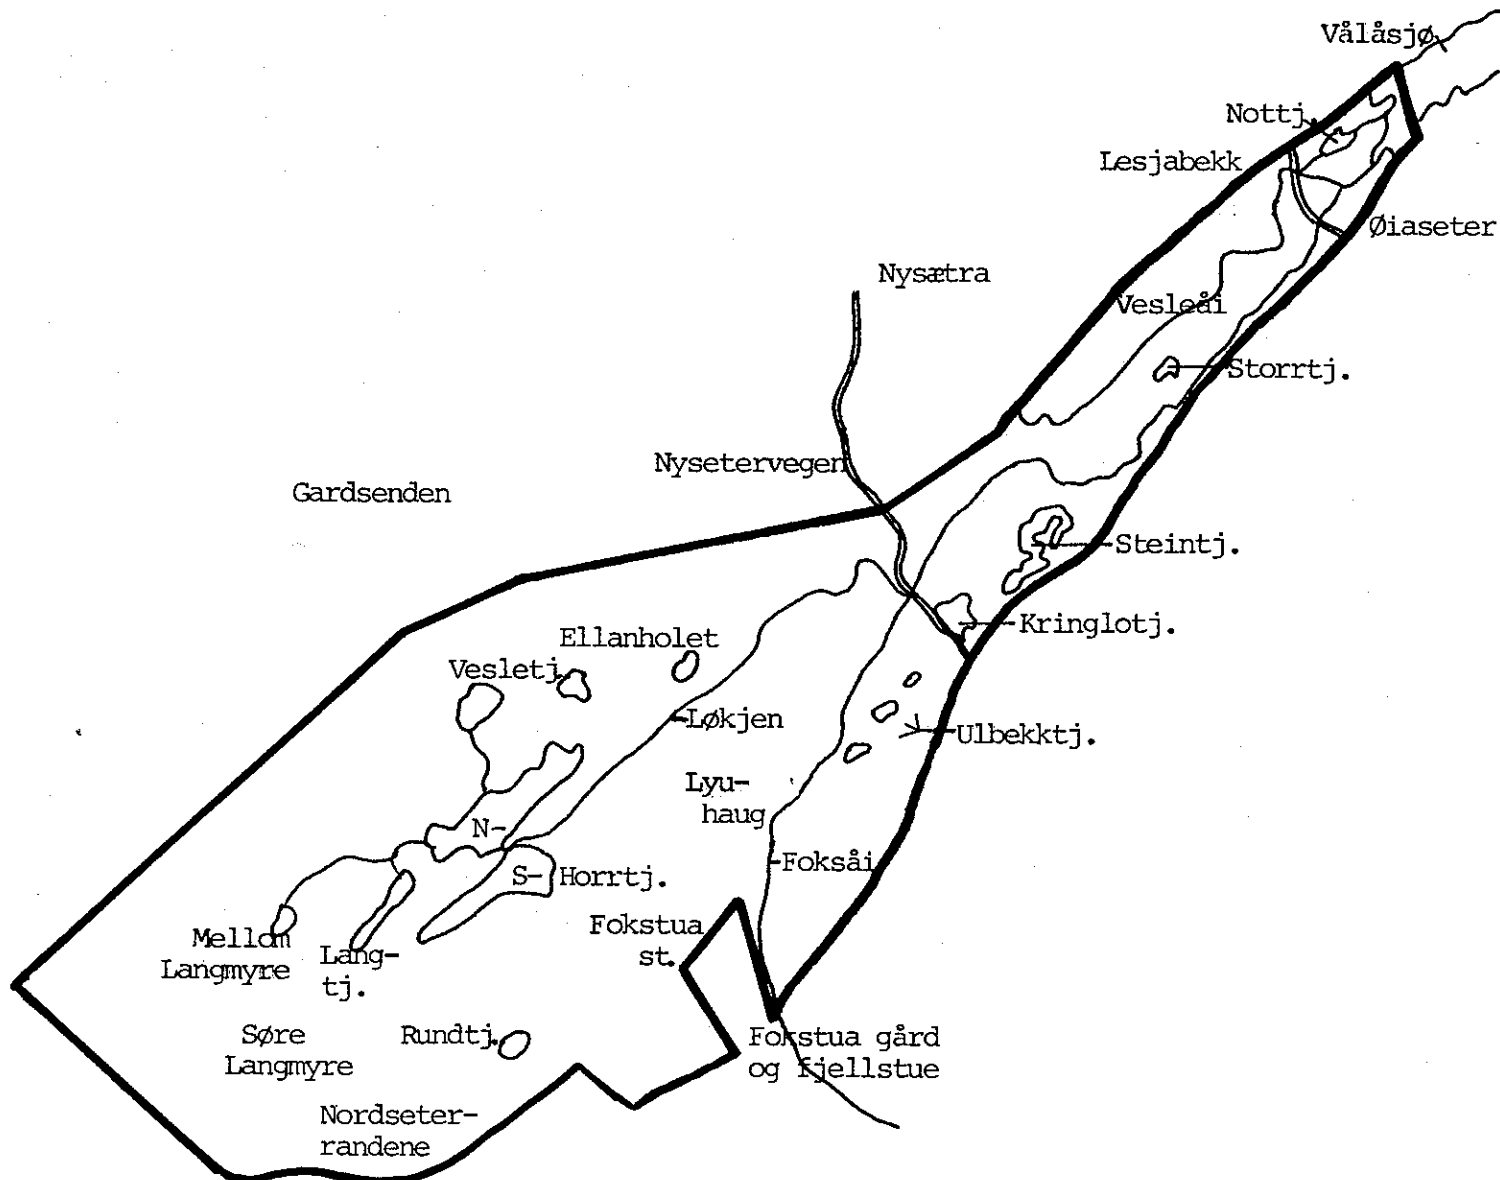 Vålåsjø
Nottj.
Lesjabekk
Øiaseter
Nysætra
Vesleåi
Storrtj.
Nysetervegen
Gardsenden
Steintj.
Kringlotj.
Ellanholet
Vesletj.
Løkjen
Ulbekktj.
Lyu-
haug
N-
Foksåi
S- Horrtj.
Fokstua
st.
Mellom
Langmyre
Lang-
tj.
Søre
Langmyre
Rundtj.
Fokstua gård
og fjellstue
Nordseter-
randene